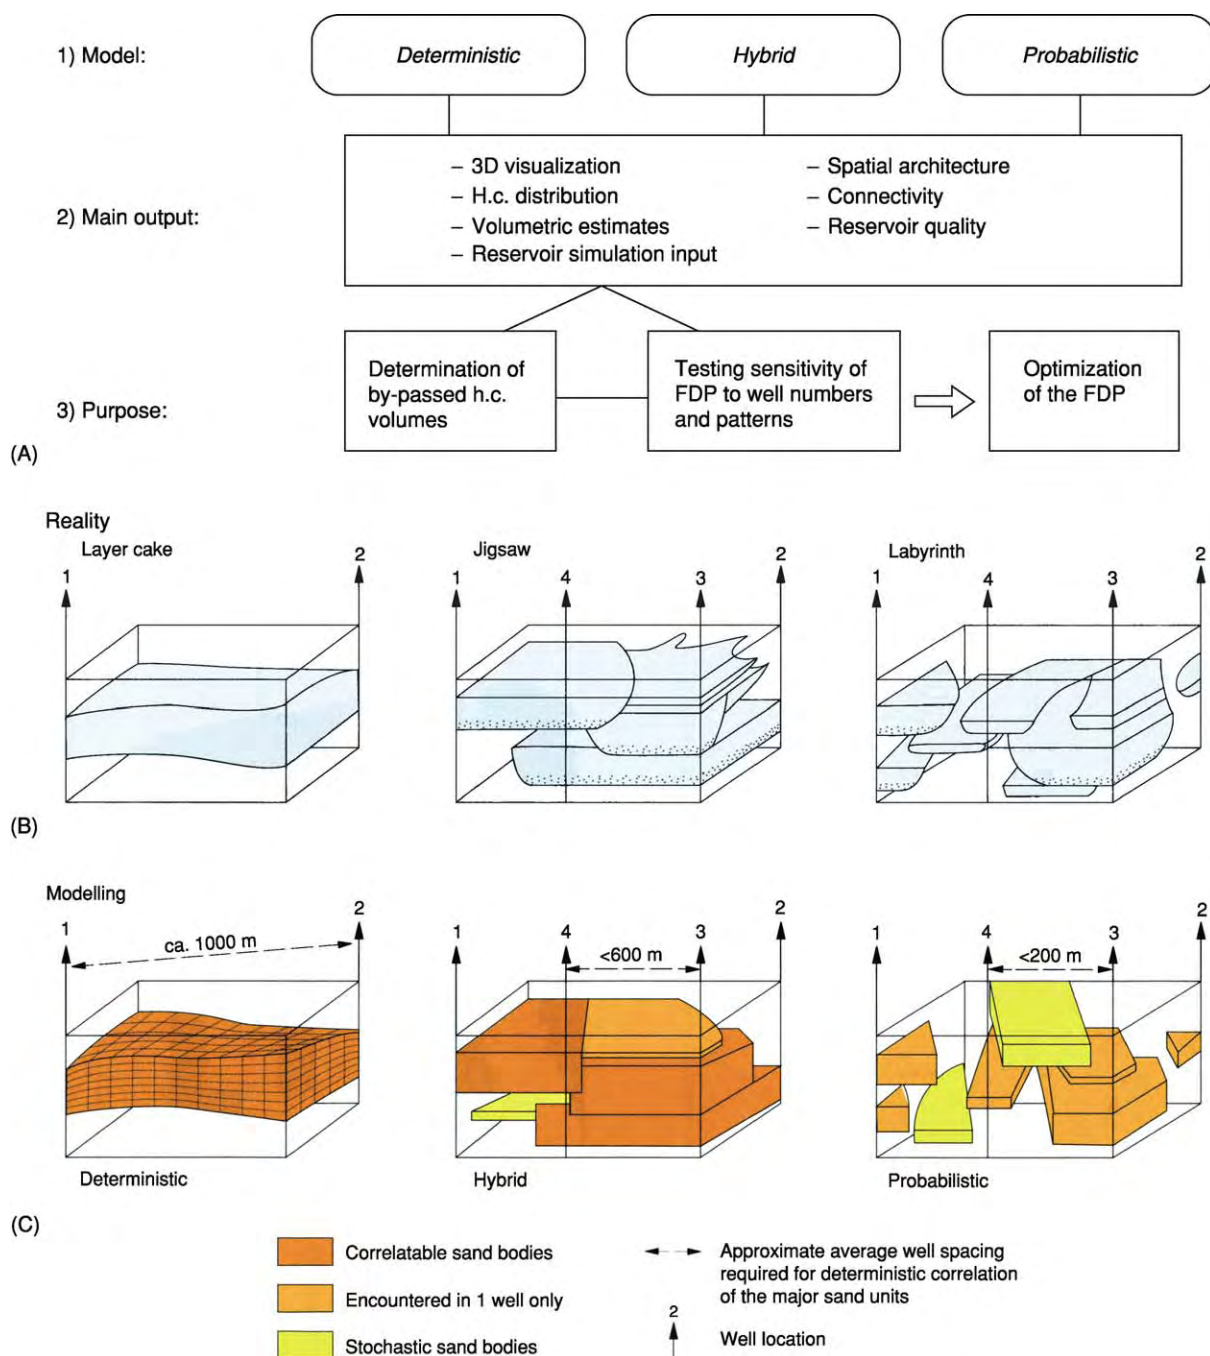 1) Model:
Deterministic
Hybrid
Probabilistic
2) Main output:
– 3D visualization
– H.c. distribution
– Volumetric estimates
– Reservoir simulation input
– Spatial architecture
– Connectivity
– Reservoir quality
3) Purpose:
Determination of
by-passed h.c.
volumes
Testing sensitivity of
FDP to well numbers
and patterns
Optimization
of the FDP
(A)
Reality
Layer cake
1
2
Jigsaw
1
4
3
2
Labyrinth
1
4
3
2
(B)
Modelling
1
ca. 1000 m
2
Deterministic
1
4
<600 m
3
2
Hybrid
1
4
<200 m
3
2
Probabilistic
(C)
Correlatable sand bodies
Encountered in 1 well only
Stochastic sand bodies
Approximate average well spacing
required for deterministic correlation
of the major sand units
2
Well location